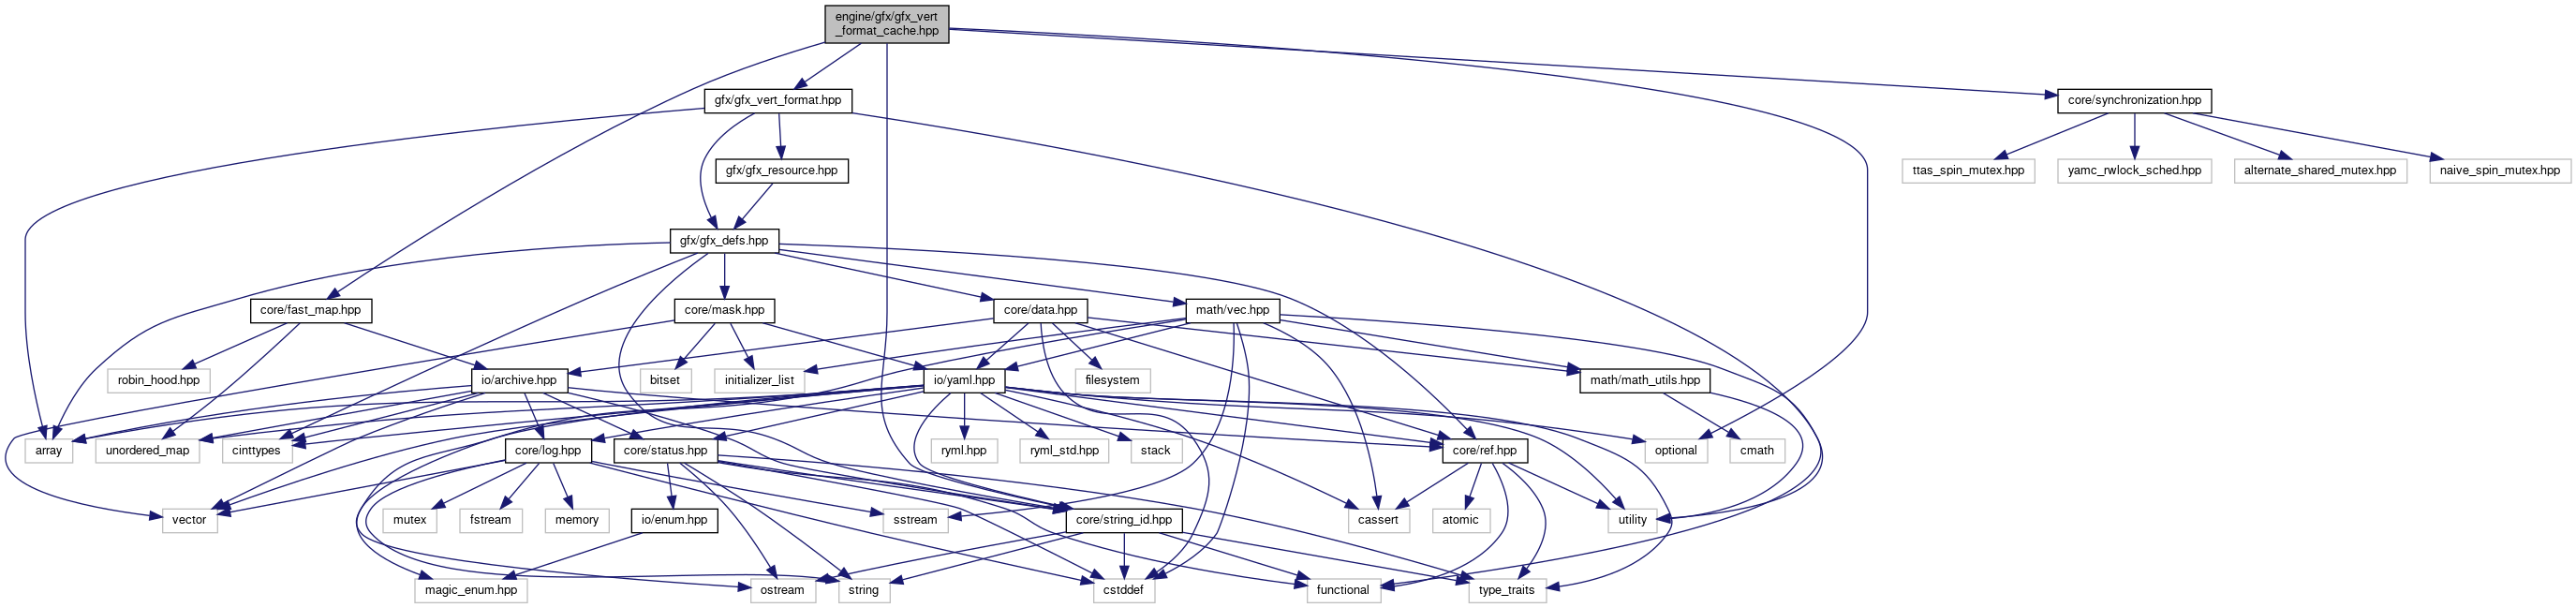 engine/gfx/gfx_vert
_format_cache.hpp
gfx/gfx_vert_format.hpp
core/synchronization.hpp
gfx/gfx_resource.hpp
ttas_spin_mutex.hpp
yamc_rwlock_sched.hpp
alternate_shared_mutex.hpp
naive_spin_mutex.hpp
gfx/gfx_defs.hpp
core/fast_map.hpp
core/mask.hpp
core/data.hpp
math/vec.hpp
robin_hood.hpp
io/archive.hpp
bitset
initializer_list
io/yaml.hpp
filesystem
math/math_utils.hpp
array
unordered_map
cinttypes
core/log.hpp
core/status.hpp
ryml.hpp
ryml_std.hpp
stack
core/ref.hpp
optional
cmath
vector
mutex
fstream
memory
io/enum.hpp
sstream
core/string_id.hpp
cassert
atomic
utility
magic_enum.hpp
ostream
string
cstddef
functional
type_traits